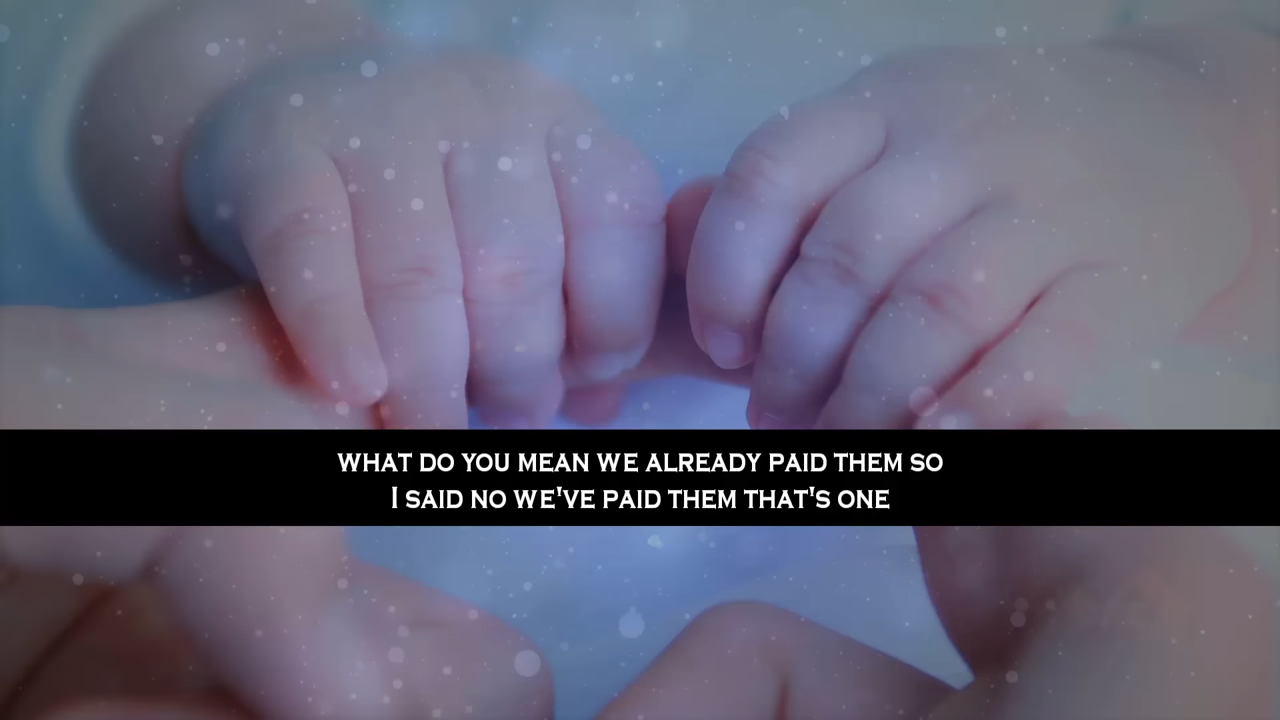 WHAT DO YOU MEAN WE ALREADY PAID THEM SO
I SAID NO WE'VE PAID THEM THAT'S ONE